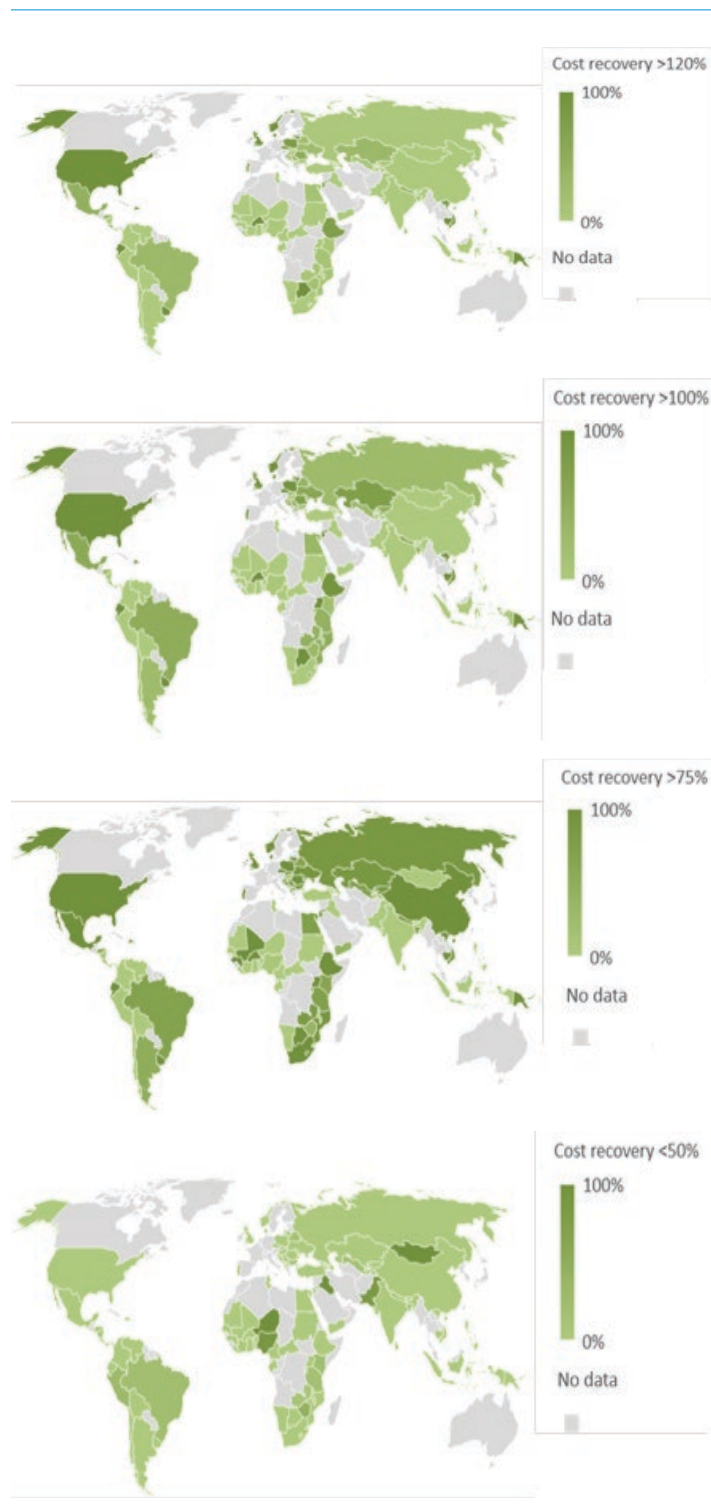 Cost recovery >120%
100%
0%
No data
Cost recovery >100%
100%
0%
No data
Cost recovery >75%
100%
0%
No data
Cost recovery <50%
100%
0%
No data